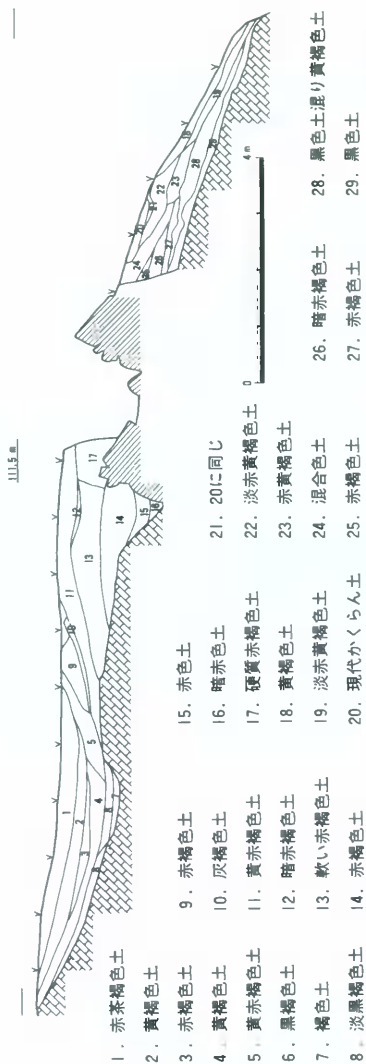 111.5m
0 4m
1. 赤茶褐色土
2. 黄褐色土
3. 赤褐色土
4. 黄褐色土
5. 黄赤褐色土
6. 黒褐色土
7. 褐色土
8. 淡黒褐色土
9. 赤褐色土
10. 灰褐色土
11. 黄赤褐色土
12. 暗赤褐色土
13. 軟い赤褐色土
14. 赤褐色土
15. 赤色土
16. 暗赤色土
17. 硬質赤褐色土
18. 黄褐色土
19. 淡赤黄褐色土
20. 現代かくらん土
21. 20に同じ
22. 淡赤黄褐色土
23. 赤黄褐色土
24. 混合色土
25. 赤褐色土
26. 暗赤褐色土
27. 赤褐色土
28. 黒色土混り黄褐色土
29. 黒色土